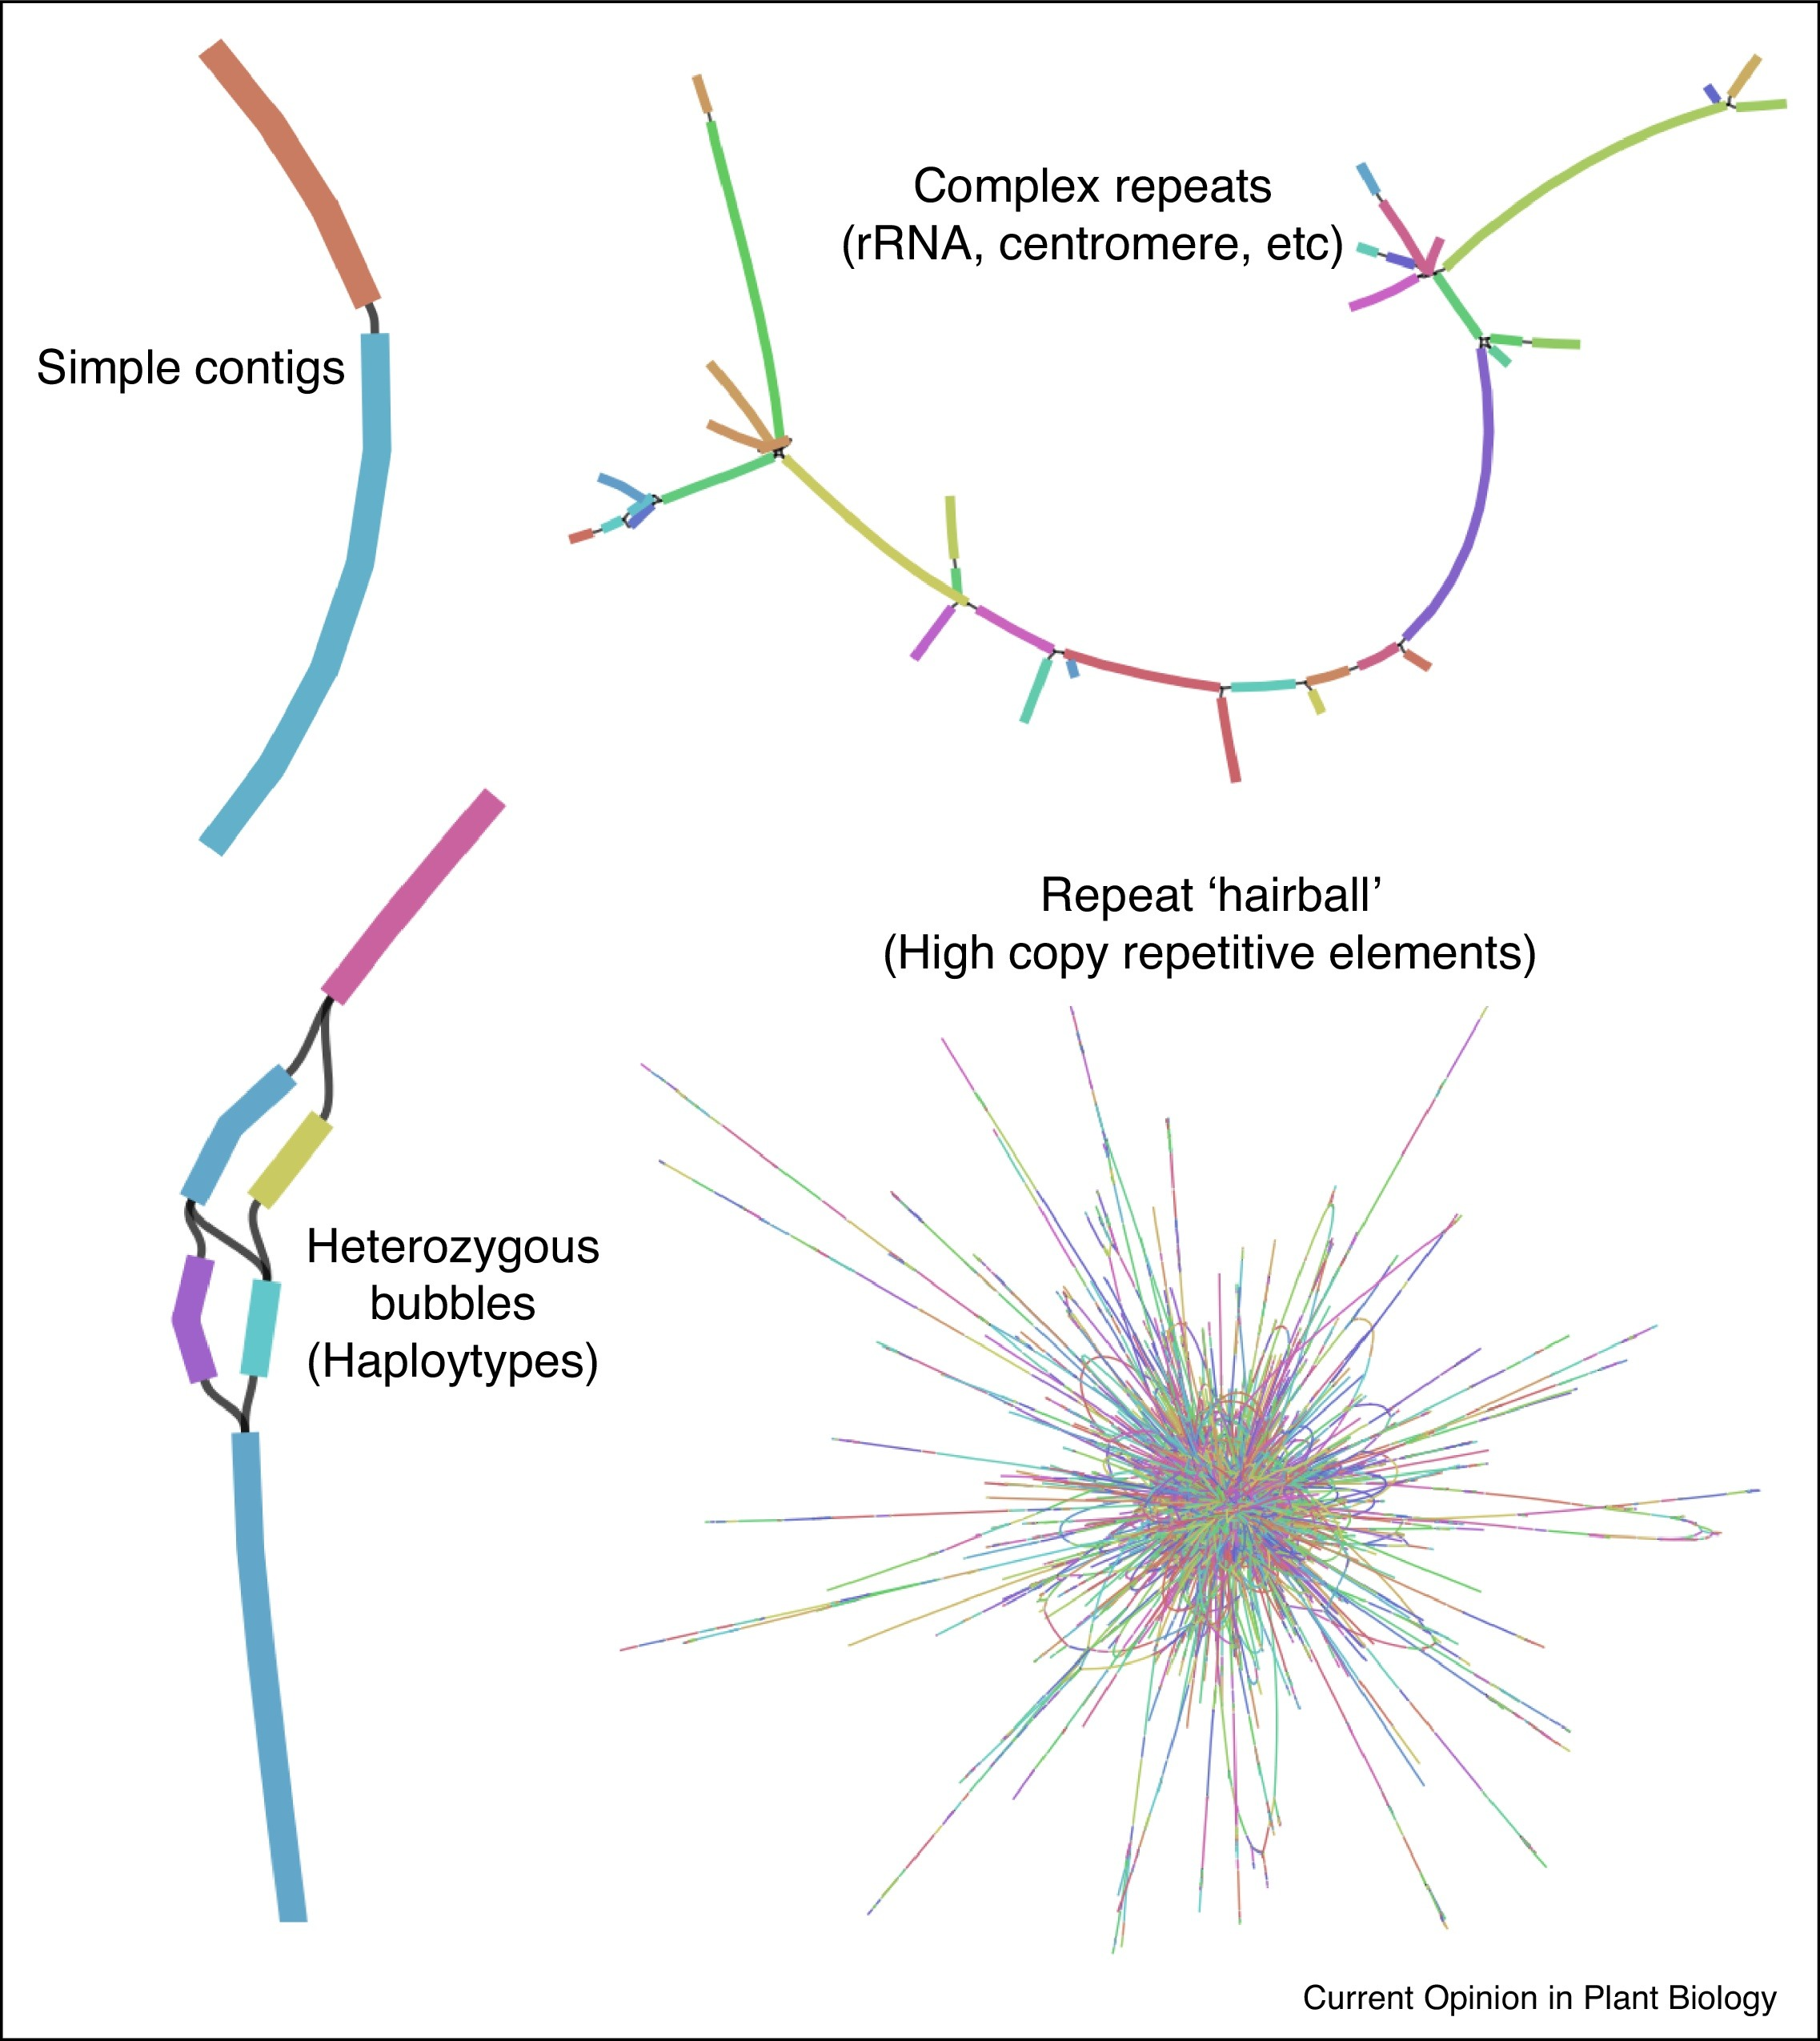 Simple contigs
Complex repeats
(rRNA, centromere, etc)
Repeat ‘hairball’
(High copy repetitive elements)
Heterozygous
bubbles
(Haploytypes)
Current Opinion in Plant Biology